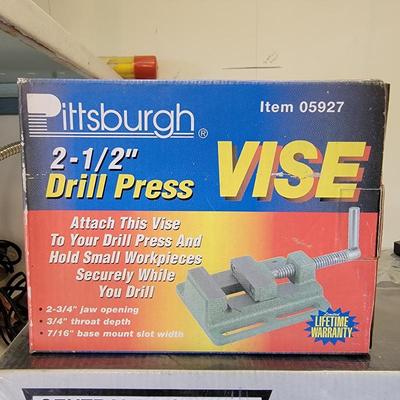 Pittsburgh ®
Item 05927
2-1/2"
Drill Press
VISE
Attach This Vise
To Your Drill Press And
Hold Small Workpieces
Securely While
You Drill
• 2-3/4" jaw opening
• 3/4" throat depth
• 7/16" base mount slot width
LIFETIME
WARRANTY